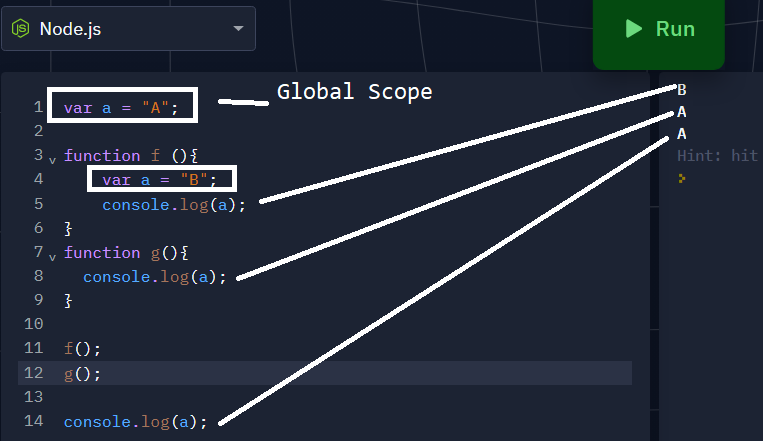 JS Node.js
Run
Global Scope
1 var a = "A";
2
3 function f (){
4 var a = "B";
5 console.log(a);
6 }
7 function g(){
8 console.log(a);
9 }
10
11 f();
12 g();
13
14 console.log(a);
B
A
A
Hint: hit